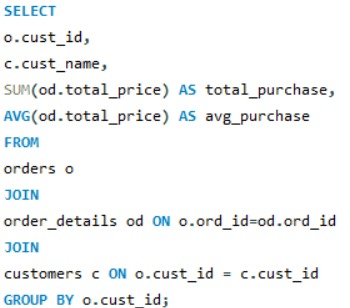 SELECT
o.cust_id,
c.cust_name,
SUM(od.total_price) AS total_purchase,
AVG(od.total_price) AS avg_purchase
FROM
orders o
JOIN
order_details od ON o.ord_id=od.ord_id
JOIN
customers c ON o.cust_id = c.cust_id
GROUP BY o.cust_id;